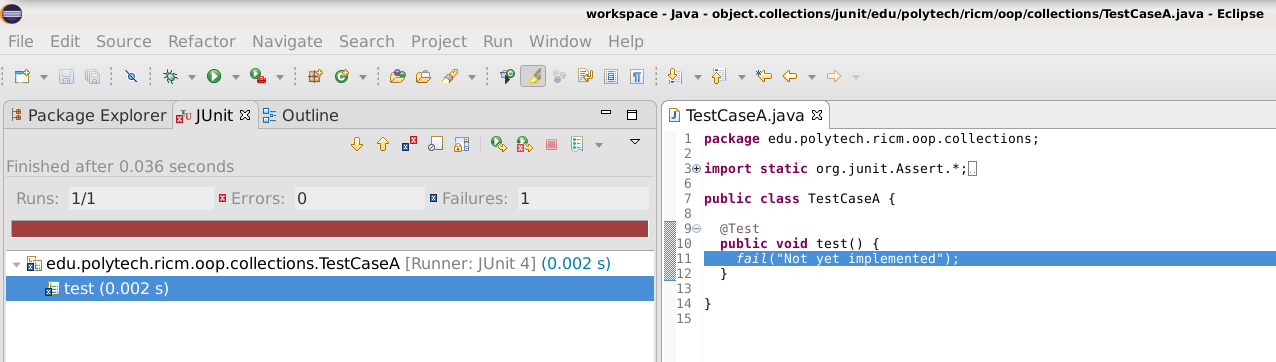 workspace - Java - object.collections/junit/edu/polytech/ricm/oop/collections/TestCaseA.java - Eclipse
File Edit Source Refactor Navigate Search Project Run Window Help
Package Explorer JUnit Outline
Finished after 0.036 seconds
Runs: 1/1 Errors: 0 Failures: 1
edu.polytech.ricm.oop.collections.TestCaseA [Runner: JUnit 4] (0.002 s)
test (0.002 s)
TestCaseA.java
1 package edu.polytech.ricm.oop.collections;
2
3 import static org.junit.Assert.*;
6
7 public class TestCaseA {
8
9 @Test
10 public void test() {
11 fail("Not yet implemented");
12 }
13
14 }
15